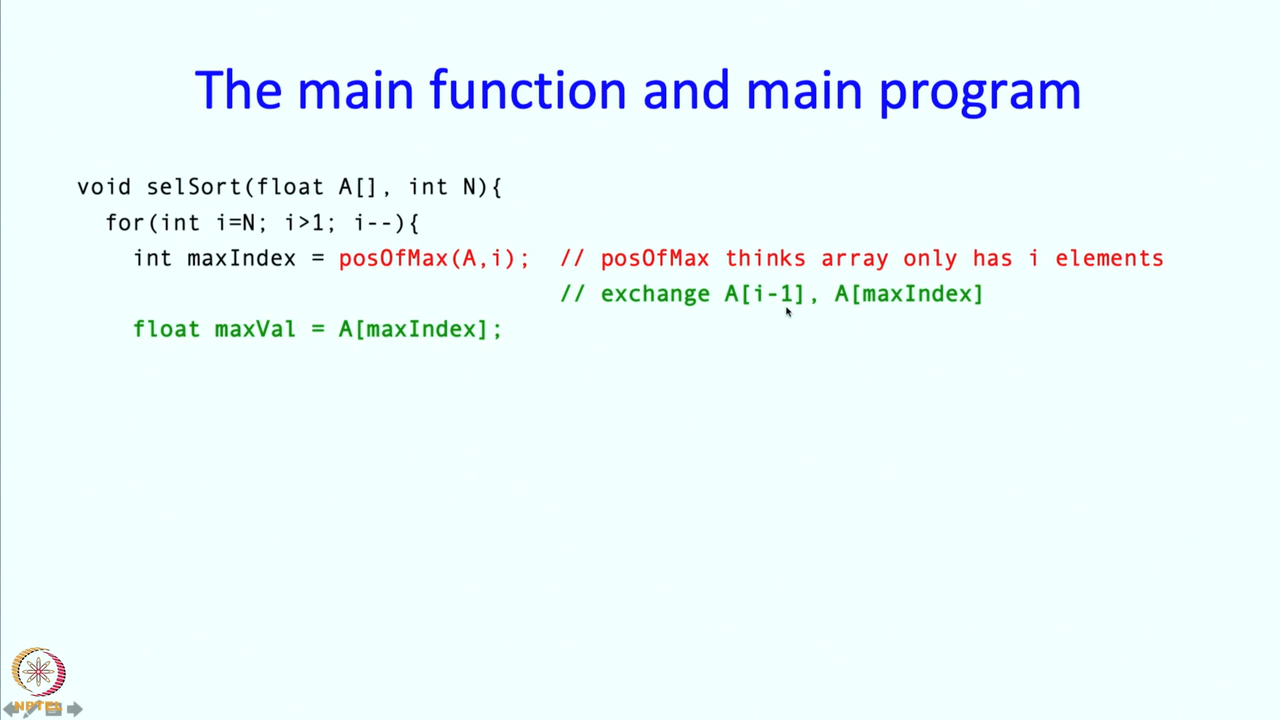 The main function and main program
void selSort(float A[], int N){
for(int i=N; i>1; i--){
int maxIndex = posOfMax(A,i); // posOfMax thinks array only has i elements
// exchange A[i-1], A[maxIndex]
float maxVal = A[maxIndex];
NPTEL